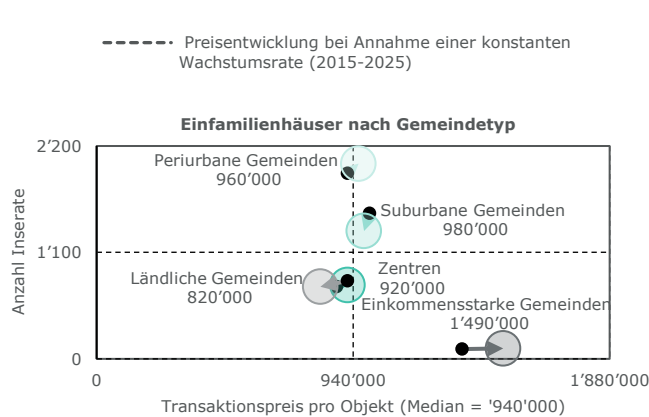 Preisentwicklung bei Annahme einer konstanten
Wachstumsrate (2015-2025)
Einfamilienhäuser nach Gemeindetyp
2’200
Periurbane Gemeinden
960’000
Suburbane Gemeinden
980’000
Anzahl Inserate
1’100
Ländliche Gemeinden
820’000
Zentren
920’000
Einkommensstarke Gemeinden
1’490’000
0
0
940’000
1’880’000
Transaktionspreis pro Objekt (Median = '940'000)